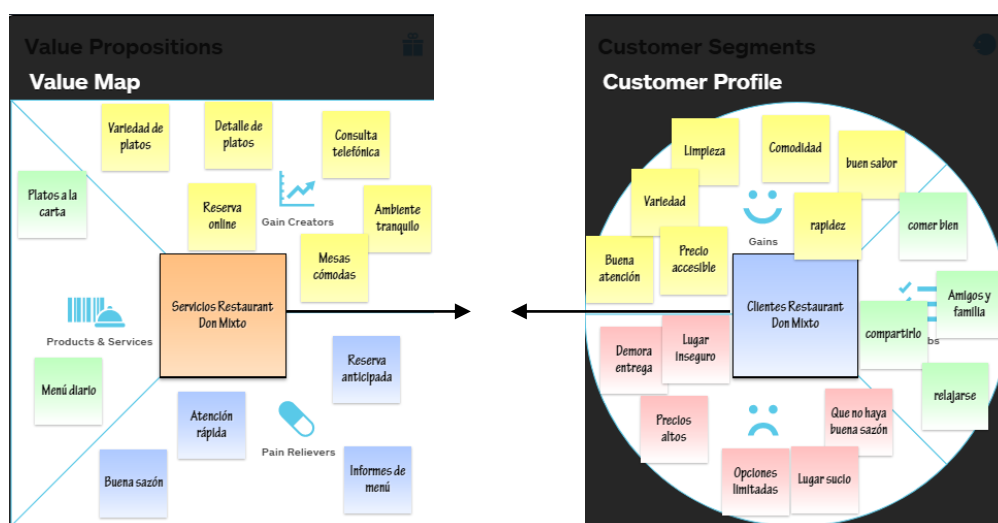 Value Propositions
Value Map
Variedad de
platos
Detalle de
platos
Consulta
telefónica
Platos a la
carta
Reserva
online
Gain Creators
Ambiente
tranquilo
Mesas
cómodas
Servicios Restaurant
Don Mixto
Products & Services
Menú diario
Reserva
anticipada
Atención
rápida
Pain Relievers
Buena sazón
Informes de
menú
Customer Segments
Customer Profile
Limpieza
Comodidad
buen sabor
Variedad
Gains
rapidez
comer bien
Buena
atención
Precio
accesible
Clientes Restaurant
Don Mixto
Amigos y
familia
compartirlo
bs
Demora
entrega
Lugar
inseguro
relajarse
Precios
altos
Que no haya
buena sazón
Opciones
limitadas
Lugar sucio